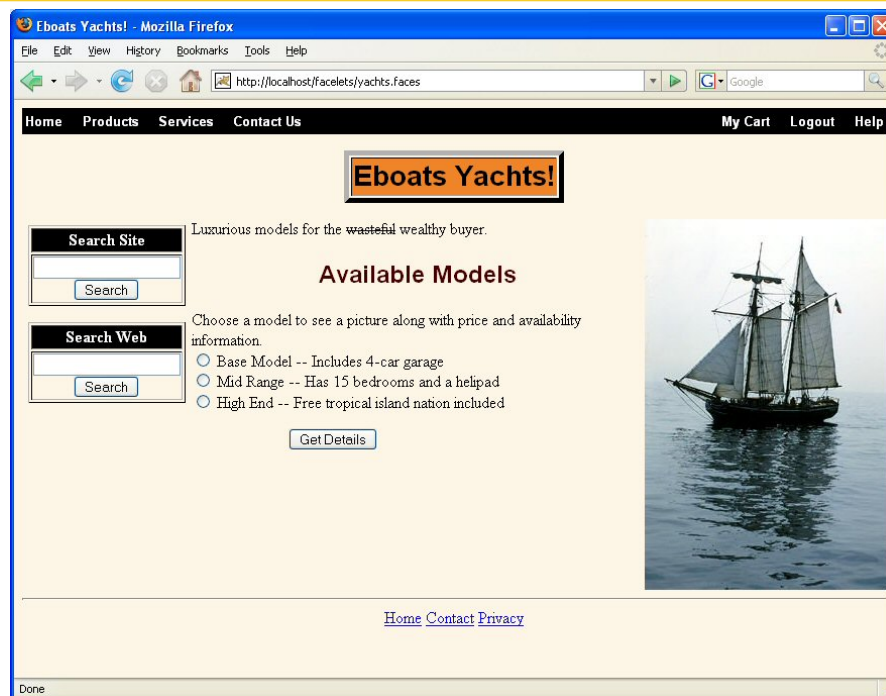 Eboats Yachts! - Mozilla Firefox
File Edit View History Bookmarks Tools Help
http://localhost/facelets/yachts.faces
G Google
Home Products Services Contact Us My Cart Logout Help
Eboats Yachts!
Search Site
Search
Search Web
Search
Luxurious models for the wasteful wealthy buyer.
Available Models
Choose a model to see a picture along with price and availability
information.
Base Model -- Includes 4-car garage
Mid Range -- Has 15 bedrooms and a helipad
High End -- Free tropical island nation included
Get Details
Home Contact Privacy
Done